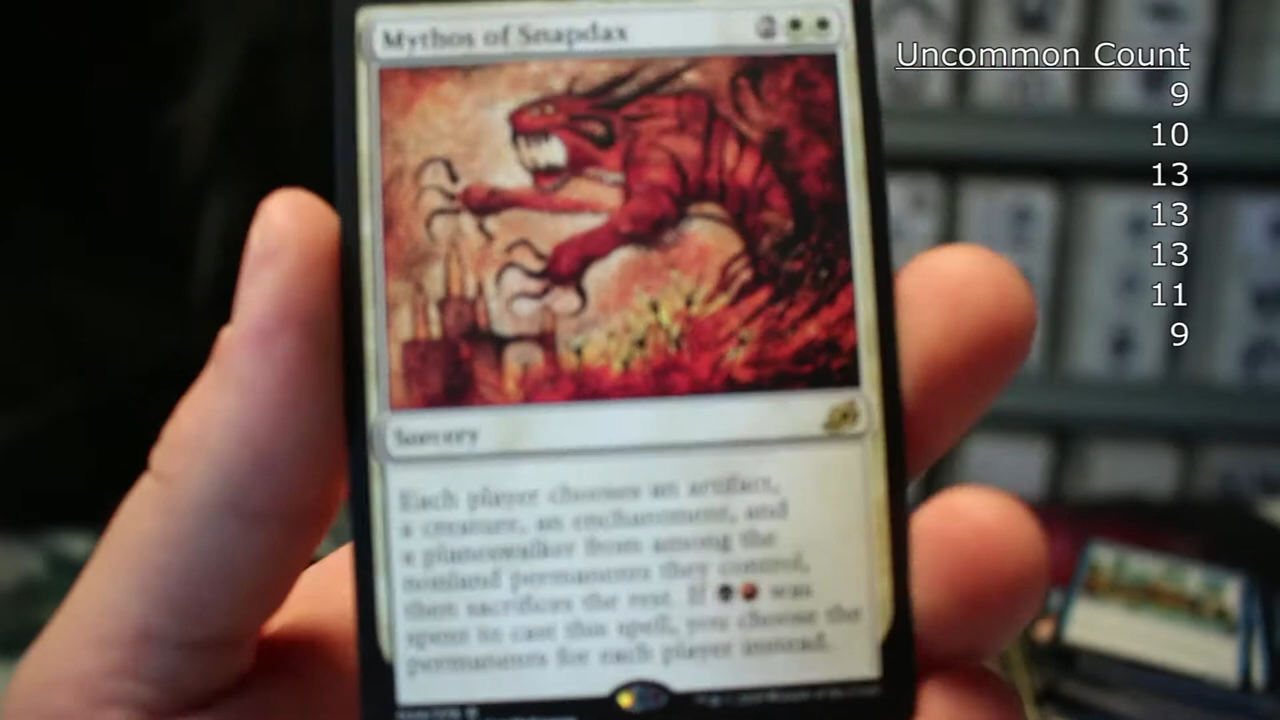 Mythos of Snapdax
2
Sorcery
Each player chooses an artifact,
a creature, an enchantment, and
a planeswalker from among the
nonland permanents they control,
then sacrifices the rest. If was
spent to cast this spell, you choose the
permanents for each player instead.
Uncommon Count
9
10
13
13
13
11
9